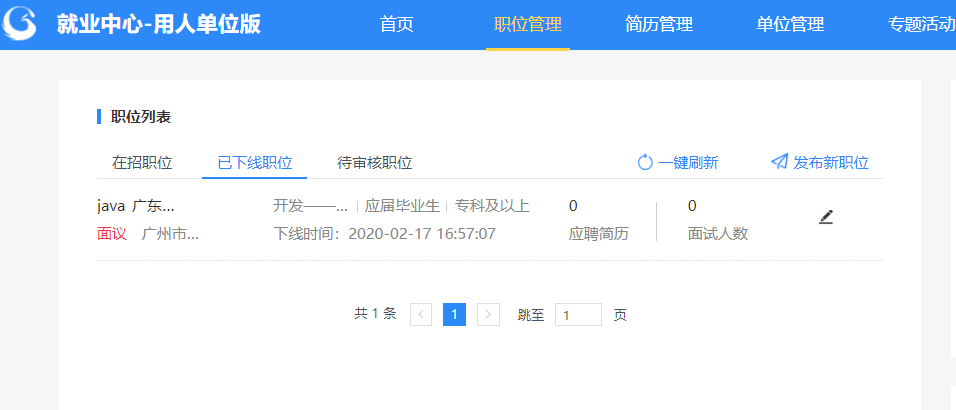 就业中心-用人单位版 首页 职位管理 简历管理 单位管理 专题活动
职位列表
在招职位 已下线职位 待审核职位 一键刷新 发布新职位
java 广东... 开发——... 应届毕业生 专科及以上 0 0
面议 广州市... 下线时间：2020-02-17 16:57:07 应聘简历 面试人数
共 1 条 1 跳至 1 页